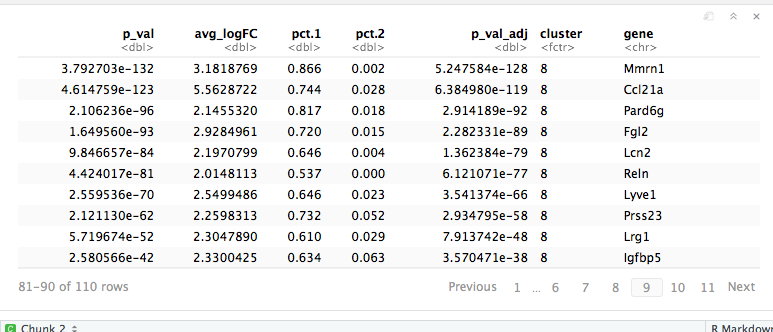 p_val avg_logFC pct.1 pct.2 p_val_adj cluster gene
<dbl> <dbl> <dbl> <dbl> <dbl> <fctr> <chr>
3.792703e-132 3.1818769 0.866 0.002 5.247584e-128 8 Mmrn1
4.614759e-123 5.5628722 0.744 0.028 6.384980e-119 8 Ccl21a
2.106236e-96 2.1455320 0.817 0.018 2.914189e-92 8 Pard6g
1.649560e-93 2.9284961 0.720 0.015 2.282331e-89 8 Fgl2
9.846657e-84 2.1970799 0.646 0.004 1.362384e-79 8 Lcn2
4.424017e-81 2.0148113 0.537 0.000 6.121071e-77 8 Reln
2.559536e-70 2.5499486 0.646 0.023 3.541374e-66 8 Lyve1
2.121130e-62 2.2598313 0.732 0.052 2.934795e-58 8 Prss23
5.719674e-52 2.3047890 0.610 0.029 7.913742e-48 8 Lrg1
2.580566e-42 2.3300425 0.634 0.063 3.570471e-38 8 Igfbp5
81-90 of 110 rows Previous 1 ... 6 7 8 9 10 11 Next
C Chunk 2 R Markdown